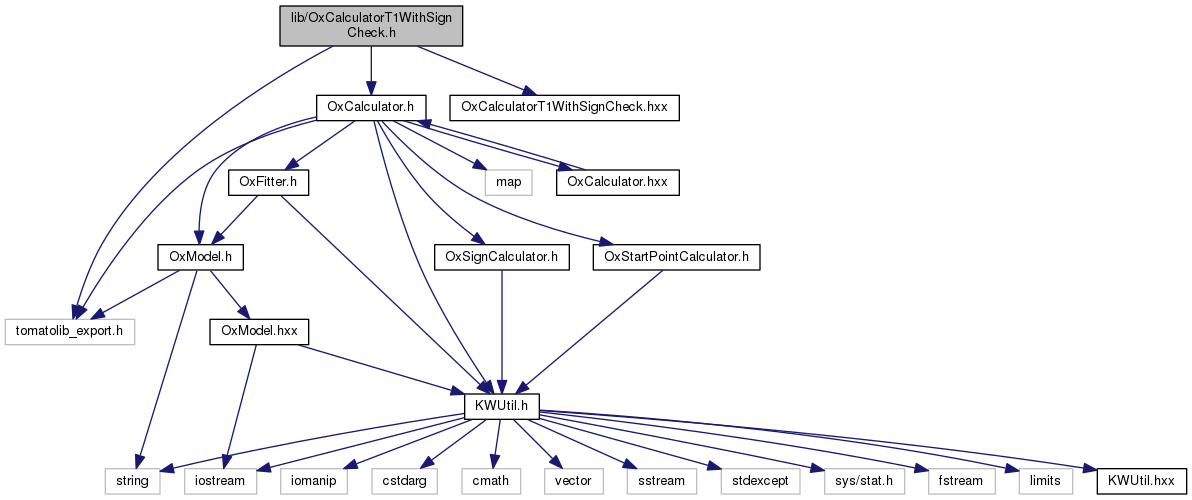 lib/OxCalculatorT1WithSign
Check.h
OxCalculator.h
OxCalculatorT1WithSignCheck.hxx
OxFitter.h
map
OxCalculator.hxx
OxModel.h
OxSignCalculator.h
OxStartPointCalculator.h
tomatolib_export.h
OxModel.hxx
KWUtil.h
string
iostream
iomanip
cstdarg
cmath
vector
sstream
stdexcept
sys/stat.h
fstream
limits
KWUtil.hxx